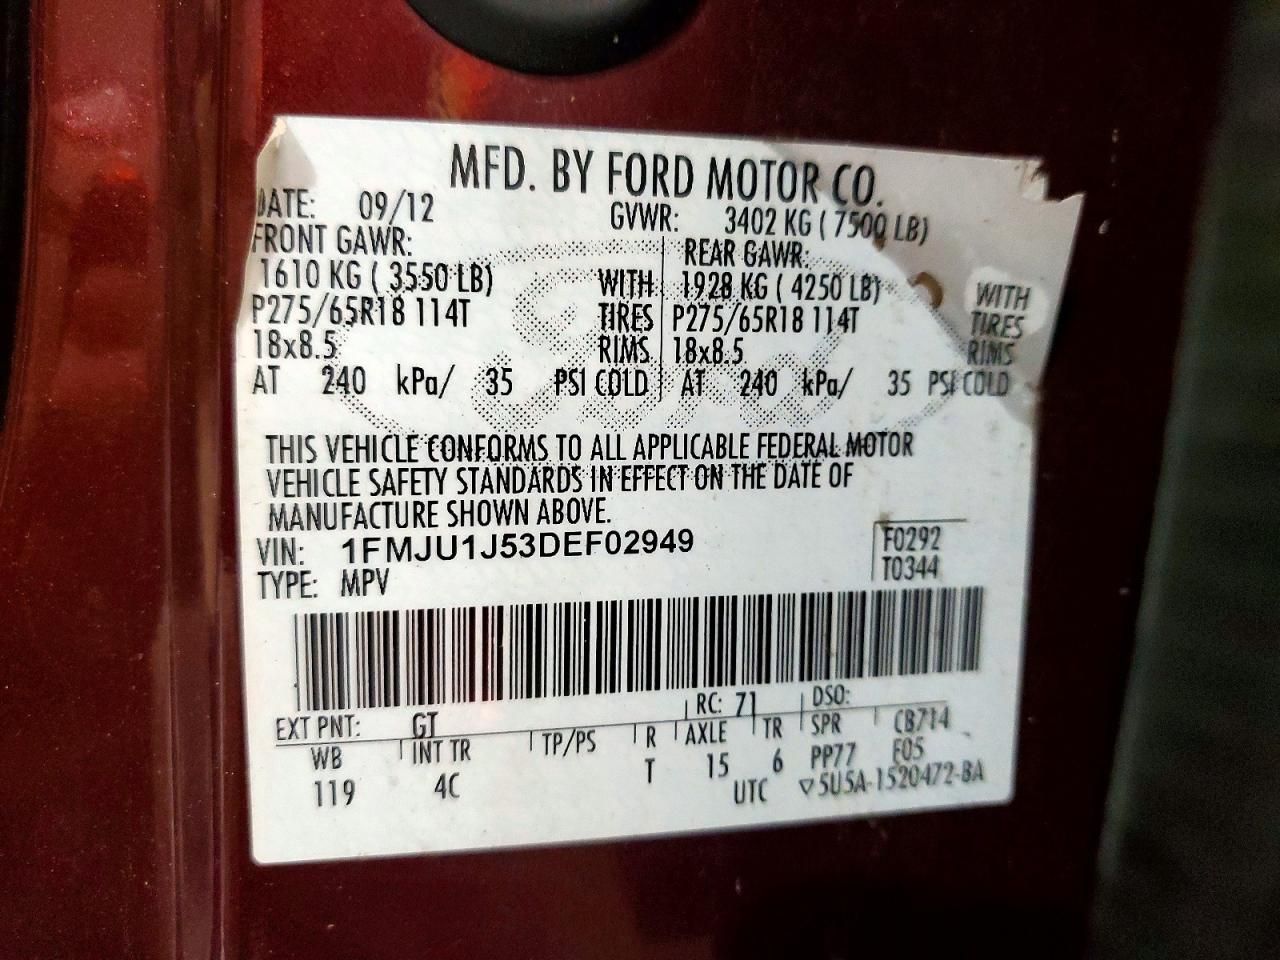 MFD. BY FORD MOTOR CO.
DATE: 09/12 GVWR: 3402 KG ( 7500 LB)
FRONT GAWR: REAR GAWR:
1610 KG ( 3550 LB) WITH 1928 KG ( 4250 LB) WITH
P275/65R18 114T TIRES P275/65R18 114T TIRES
18x8.5 RIMS 18x8.5 RIMS
AT 240 kPa/ 35 PSI COLD AT 240 kPa/ 35 PSI COLD
THIS VEHICLE CONFORMS TO ALL APPLICABLE FEDERAL MOTOR
VEHICLE SAFETY STANDARDS IN EFFECT ON THE DATE OF
MANUFACTURE SHOWN ABOVE.
VIN: 1FMJU1J53DEF02949 F0292
TYPE: MPV T0344
EXT PNT: GT RC: 71 DSO:
WB INT TR TP/PS R AXLE TR SPR CB714
119 4C T 15 6 PP77 F05
UTC ▽5U5A-1520472-BA